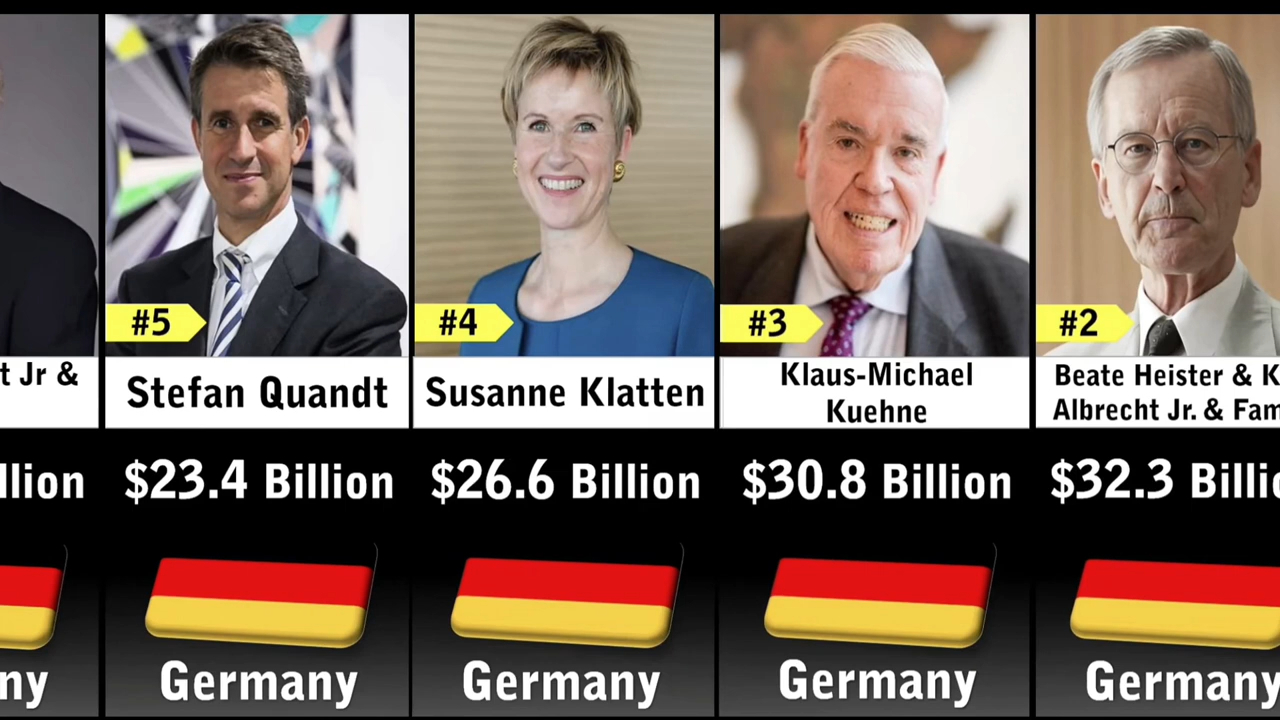 #5
#4
#3
#2
t Jr &
Stefan Quandt
Susanne Klatten
Klaus-Michael
Kuehne
Beate Heister & K
Albrecht Jr. & Fam
llion
$23.4 Billion
$26.6 Billion
$30.8 Billion
$32.3 Billio
ny
Germany
Germany
Germany
Germany